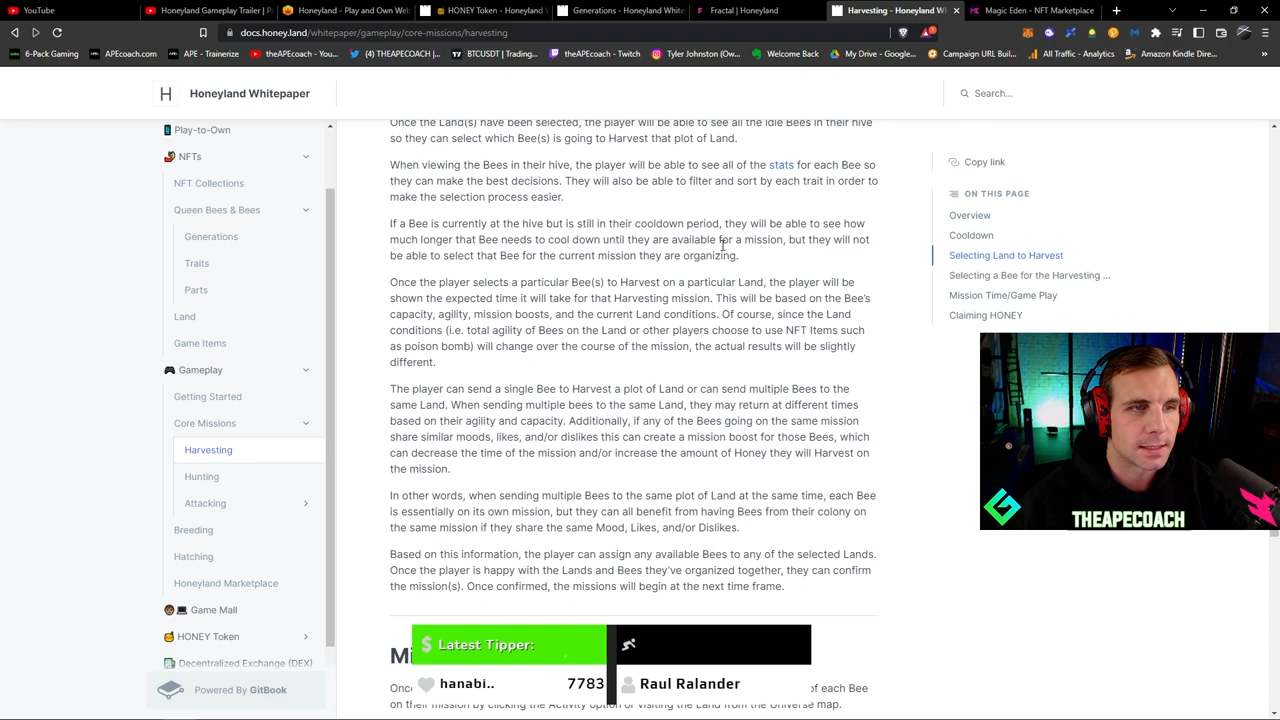 YouTube
Honeyland Gameplay Trailer | P
Honeyland - Play and Own Web
HONEY Token - Honeyland W
Generations - Honeyland White
Fractal | Honeyland
Harvesting - Honeyland Wh
Magic Eden - NFT Marketplace
docs.honey.land/whitepaper/gameplay/core-missions/harvesting
6-Pack Gaming
APEcoach.com
APE - Trainerize
theAPEcoach - You...
(4) THEAPECOACH...
BTCUSDT | Trading...
theAPEcoach - Twitch
Tyler Johnston (Ow...
Welcome Back
My Drive - Google...
Campaign URL Buil...
All Traffic - Analytics
Amazon Kindle Dire...
H
Honeyland Whitepaper
Search...
Play-to-Own
NFTs
NFT Collections
Queen Bees & Bees
Generations
Traits
Parts
Land
Game Items
Gameplay
Getting Started
Core Missions
Harvesting
Hunting
Attacking
Breeding
Hatching
Honeyland Marketplace
Game Mall
HONEY Token
Decentralized Exchange (DEX)
Powered By GitBook
Once the Land(s) have been selected, the player will be able to see all the idle Bees in their hive
so they can select which Bee(s) is going to Harvest that plot of Land.
When viewing the Bees in their hive, the player will be able to see all of the stats for each Bee so
they can make the best decisions. They will also be able to filter and sort by each trait in order to
make the selection process easier.
If a Bee is currently at the hive but is still in their cooldown period, they will be able to see how
much longer that Bee needs to cool down until they are available for a mission, but they will not
be able to select that Bee for the current mission they are organizing.
Once the player selects a particular Bee(s) to Harvest on a particular Land, the player will be
shown the expected time it will take for that Harvesting mission. This will be based on the Bee's
capacity, agility, mission boosts, and the current Land conditions. Of course, since the Land
conditions (i.e. total agility of Bees on the Land or other players choose to use NFT Items such
as poison bomb) will change over the course of the mission, the actual results will be slightly
different.
The player can send a single Bee to Harvest a plot of Land or can send multiple Bees to the
same Land. When sending multiple bees to the same Land, they may return at different times
based on their agility and capacity. Additionally, if any of the Bees going on the same mission
share similar moods, likes, and/or dislikes this can create a mission boost for those Bees, which
can decrease the time of the mission and/or increase the amount of Honey they will Harvest on
the mission.
In other words, when sending multiple Bees to the same plot of Land at the same time, each Bee
is essentially on its own mission, but they can all benefit from having Bees from their colony on
the same mission if they share the same Mood, Likes, and/or Dislikes.
Based on this information, the player can assign any available Bees to any of the selected Lands.
Once the player is happy with the Lands and Bees they've organized together, they can confirm
the mission(s). Once confirmed, the missions will begin at the next time frame.
Mi
Onc
of each Bee
on their mission by clicking the Activity option or visiting the Land from the Universe map.
Copy link
ON THIS PAGE
Overview
Cooldown
Selecting Land to Harvest
Selecting a Bee for the Harvesting ...
Mission Time/Game Play
Claiming HONEY
THEAPECOACH
$ Latest Tipper:
hanabi..
7783
Raul Ralander